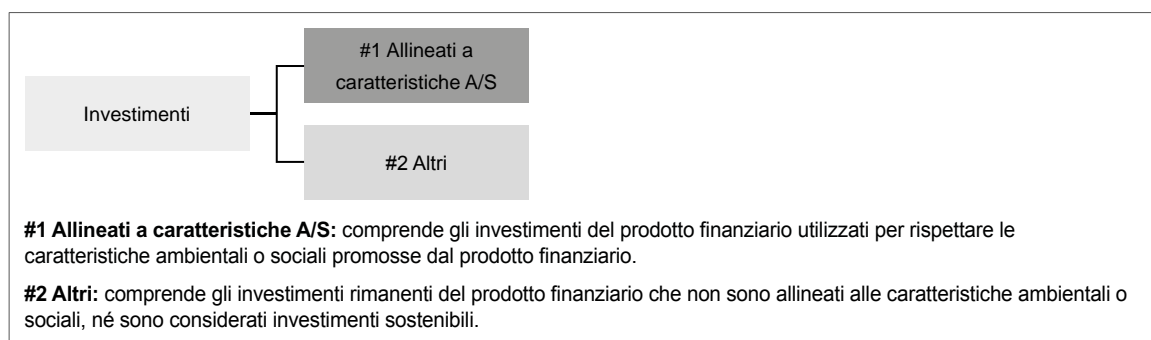 #1 Allineati a
caratteristiche A/S
Investimenti
#2 Altri
#1 Allineati a caratteristiche A/S: comprende gli investimenti del prodotto finanziario utilizzati per rispettare le
caratteristiche ambientali o sociali promosse dal prodotto finanziario.
#2 Altri: comprende gli investimenti rimanenti del prodotto finanziario che non sono allineati alle caratteristiche ambientali o
sociali, né sono considerati investimenti sostenibili.